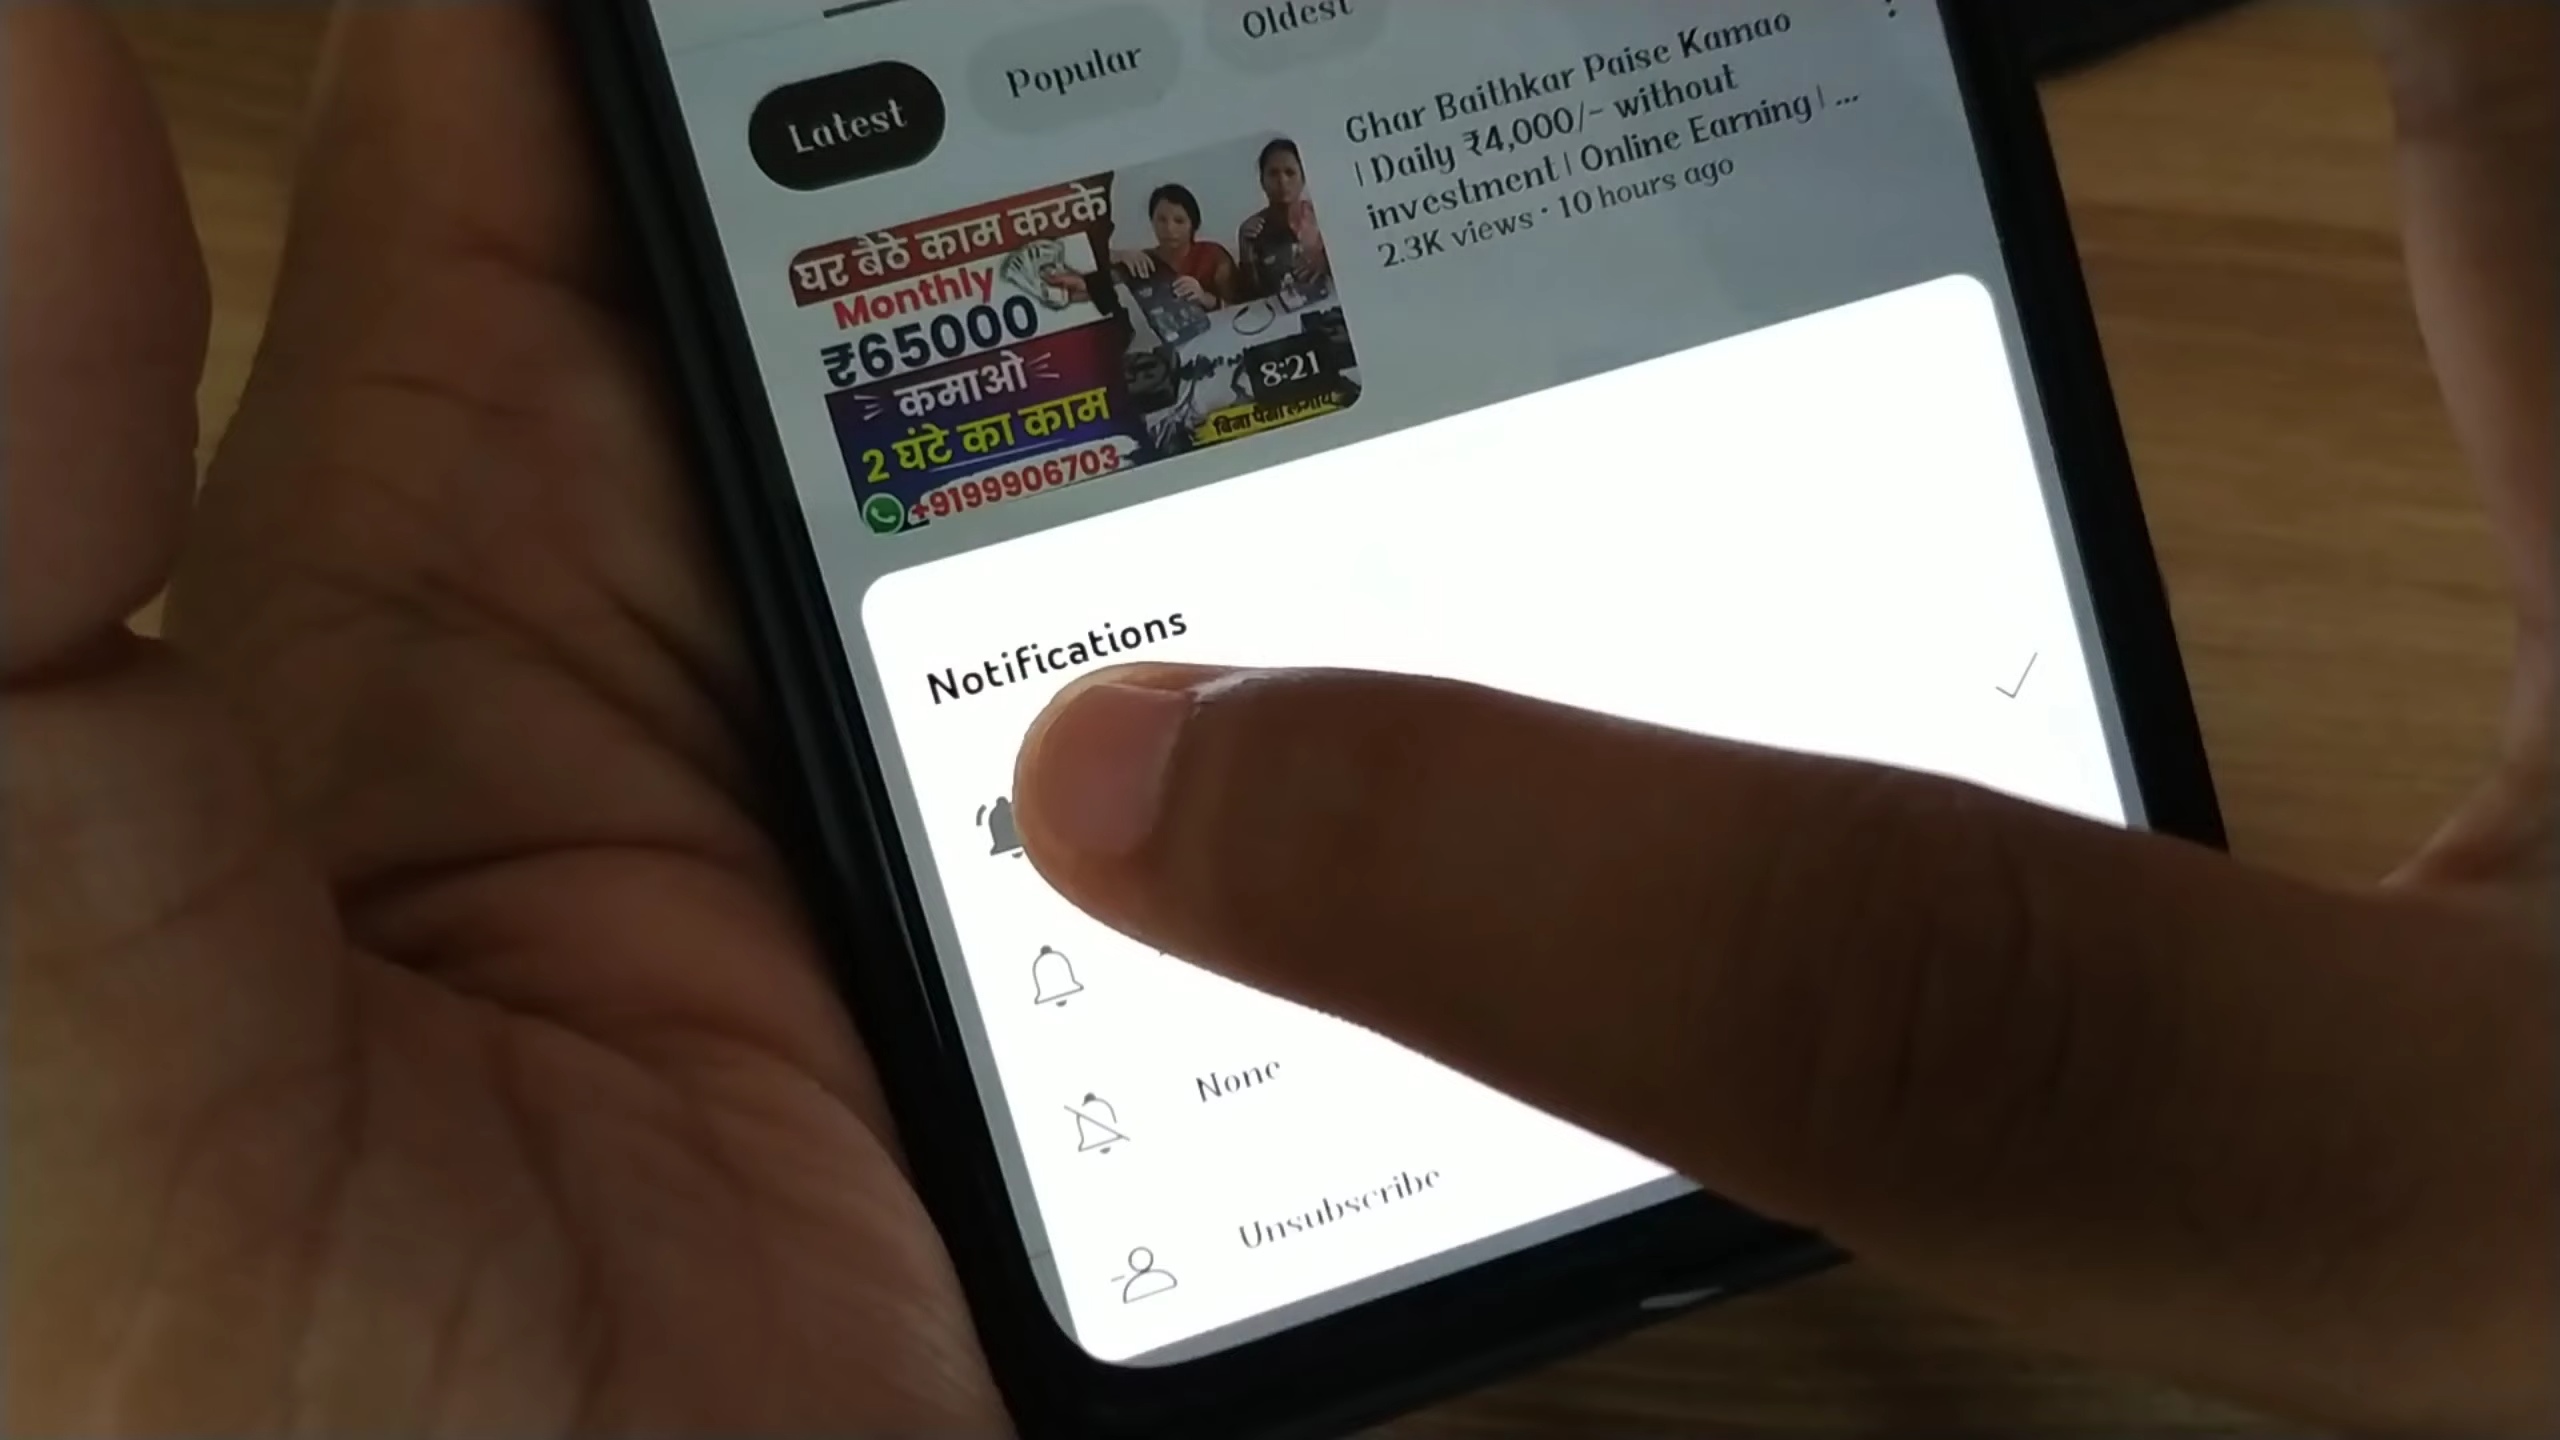 Latest
Popular
Oldest
Ghar Baithkar Paise Kamao
| Daily ₹4,000/- without
investment | Online Earning | ...
2.3K views · 10 hours ago
घर बैठे काम करके
Monthly
₹65000
कमाओ
2 घंटे का काम
+9199906703
8:21
बिना पैसा लगाये
Notifications
None
Unsubscribe